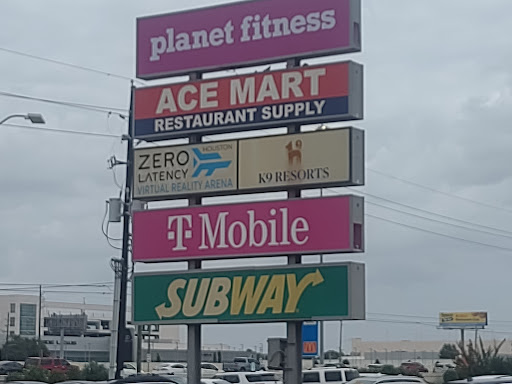 planet fitness
ACE MART
RESTAURANT SUPPLY
HOUSTON
ZERO
LATENCY
VIRTUAL REALITY ARENA
K9 RESORTS
T Mobile
SUBWAY